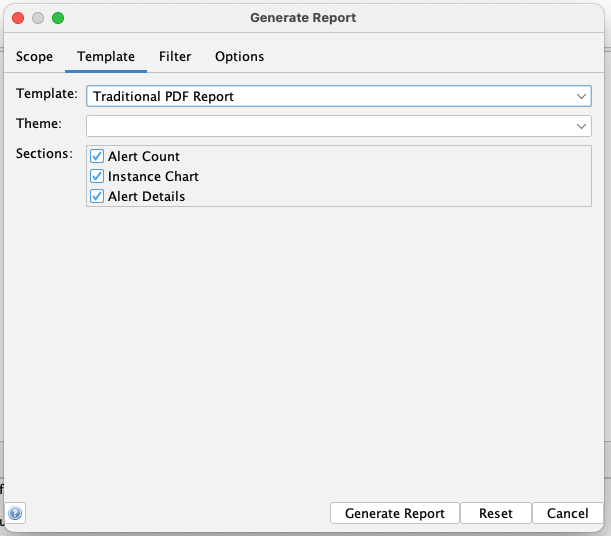 Generate Report
Scope Template Filter Options
Template: Traditional PDF Report
Theme:
Sections: Alert Count
Instance Chart
Alert Details
Generate Report Reset Cancel